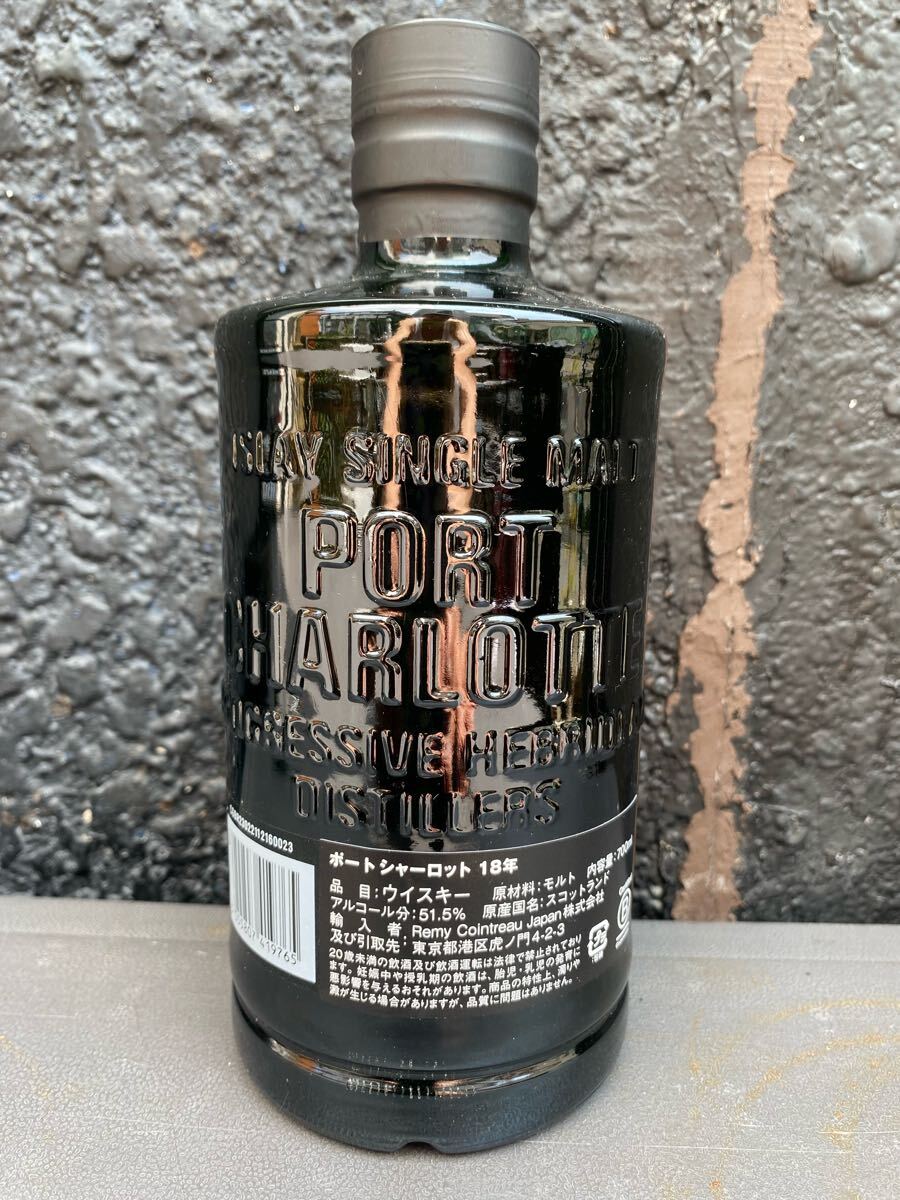 ISLAY SINGLE MALT
PORT
CHARLOTTE
PROGRESSIVE HEBRIDEAN
DISTILLERS
ポートシャーロット 18年
品 目:ウイスキー 原材料:モルト 内容量:700ml
アルコール分:51.5% 原産国名:スコットランド
輸 入 者 Remy Cointreau Japan株式会社
及び引取先:東京都港区虎ノ門4-2-3
20歳未満の飲酒及び飲酒運転は法律で禁止されており
ます。妊娠中や授乳期の飲酒は、胎児・乳児の発育に
悪影響を与えるおそれがあります。商品の特性上、濁りや
澱が生じる場合がありますが、品質に問題はありません。